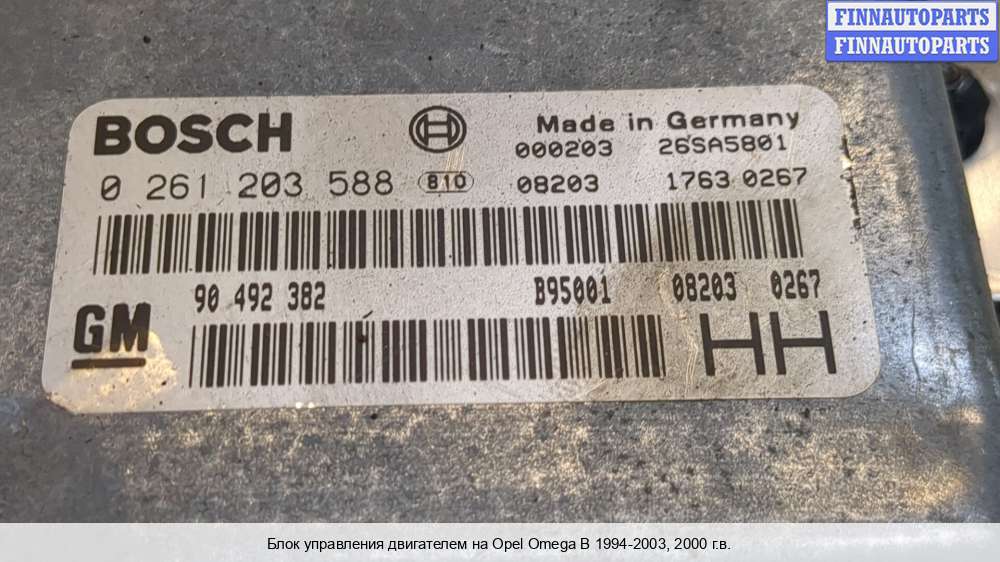 FINNAUTOPARTS
FINNAUTOPARTS
BOSCH
Made in Germany
000203 26SA5801
0 261 203 588 810 08203 1763 0267
90 492 382 B95001 08203 0267
GM HH
Блок управления двигателем на Opel Omega B 1994-2003, 2000 г.в.